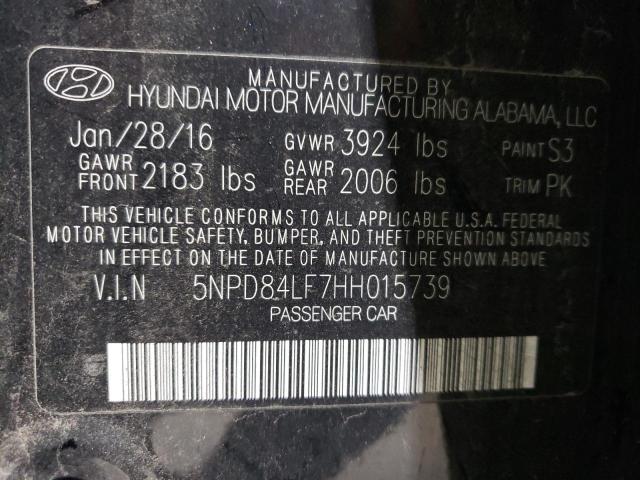 MANUFACTURED BY
HYUNDAI MOTOR MANUFACTURING ALABAMA, LLC
Jan/28/16 GVWR 3924 lbs PAINT S3
GAWR FRONT 2183 lbs GAWR REAR 2006 lbs TRIM PK
THIS VEHICLE CONFORMS TO ALL APPLICABLE U.S.A. FEDERAL
MOTOR VEHICLE SAFETY, BUMPER, AND THEFT PREVENTION STANDARDS
IN EFFECT ON THE DATE OF MANUFACTURE SHOWN ABOVE.
V.I.N 5NPD84LF7HH015739
PASSENGER CAR